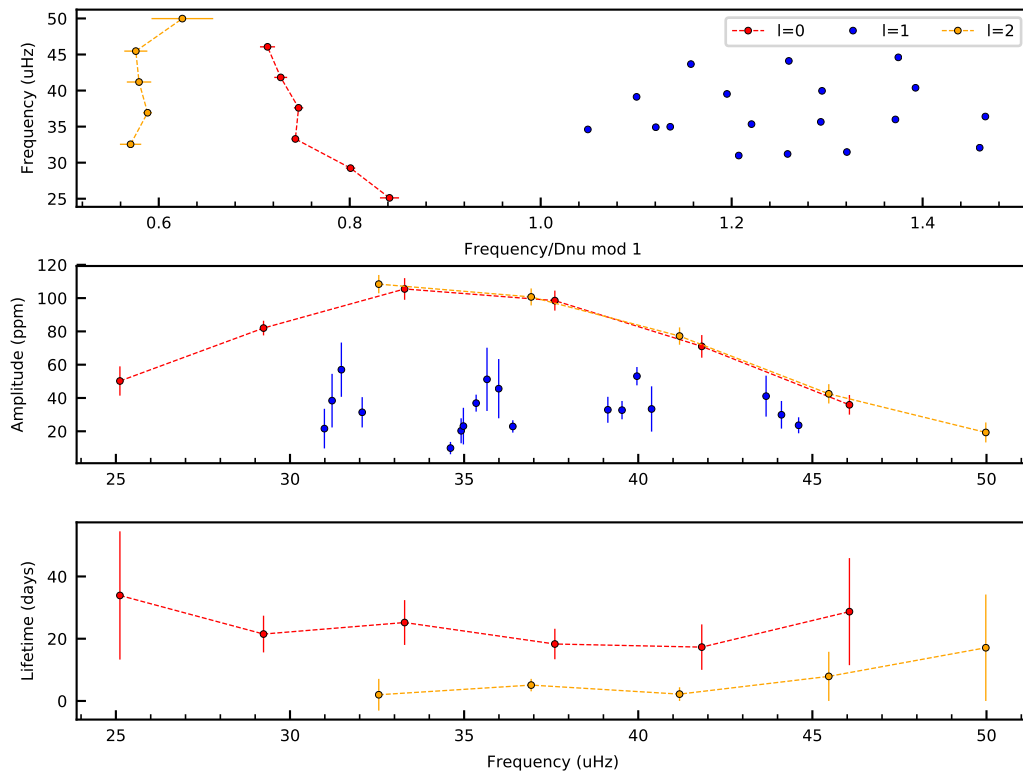 l=0 l=1 l=2
Frequency (uHz)
50
45
40
35
30
25
0.6 0.8 1.0 1.2 1.4
Frequency/Dnu mod 1
Amplitude (ppm)
120
100
80
60
40
20
25 30 35 40 45 50
Lifetime (days)
40
20
0
25 30 35 40 45 50
Frequency (uHz)